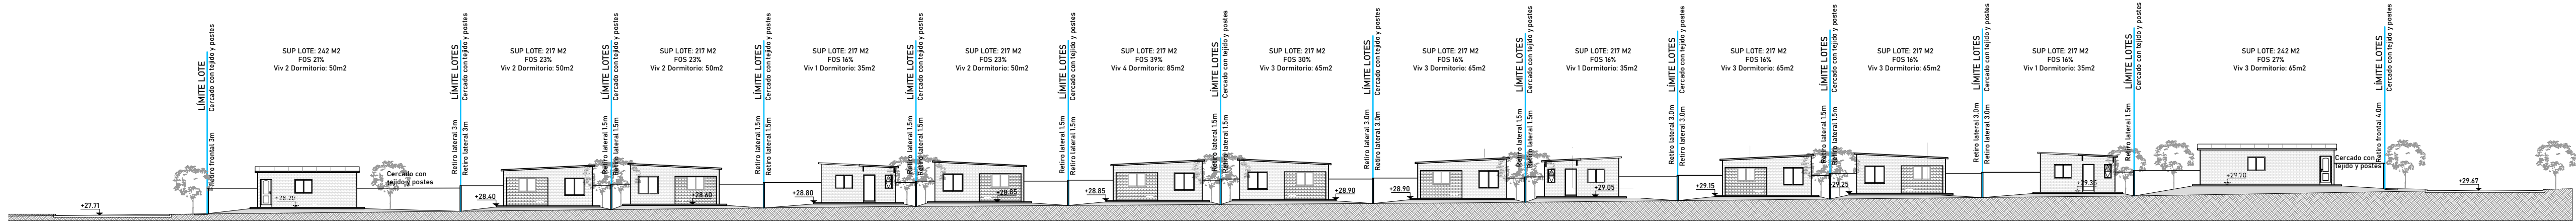 LÍMITE LOTE
Cercado con tejido y postes
Retiro frontal 3m
SUP LOTE: 242 M2
FOS 21%
Viv 2 Dormitorio: 50m2
Cercado con
tejido y postes
+27.71
+28.20
LÍMITE LOTES
Cercado con tejido y postes
Retiro lateral 3m
Retiro lateral 3m
SUP LOTE: 217 M2
FOS 23%
Viv 2 Dormitorio: 50m2
+28.40
LÍMITE LOTES
Cercado con tejido y postes
Retiro lateral 1.5m
Retiro lateral 1.5m
SUP LOTE: 217 M2
FOS 23%
Viv 2 Dormitorio: 50m2
+28.60
LÍMITE LOTES
Cercado con tejido y postes
Retiro lateral 1.5m
Retiro lateral 1.5m
SUP LOTE: 217 M2
FOS 16%
Viv 1 Dormitorio: 35m2
+28.80
LÍMITE LOTES
Cercado con tejido y postes
Retiro lateral 1.5m
Retiro lateral 1.5m
SUP LOTE: 217 M2
FOS 23%
Viv 2 Dormitorio: 50m2
+28.85
LÍMITE LOTES
Cercado con tejido y postes
Retiro lateral 1.5m
Retiro lateral 1.5m
SUP LOTE: 217 M2
FOS 39%
Viv 4 Dormitorio: 85m2
+28.85
LÍMITE LOTES
Cercado con tejido y postes
Retiro lateral 1.5m
Retiro lateral 1.5m
SUP LOTE: 217 M2
FOS 30%
Viv 3 Dormitorio: 65m2
+28.90
LÍMITE LOTES
Cercado con tejido y postes
Retiro lateral 3.0m
Retiro lateral 3.0m
SUP LOTE: 217 M2
FOS 16%
Viv 3 Dormitorio: 65m2
+28.90
LÍMITE LOTES
Cercado con tejido y postes
Retiro lateral 1.5m
Retiro lateral 1.5m
SUP LOTE: 217 M2
FOS 16%
Viv 1 Dormitorio: 35m2
+29.05
LÍMITE LOTES
Cercado con tejido y postes
Retiro lateral 3.0m
Retiro lateral 3.0m
SUP LOTE: 217 M2
FOS 16%
Viv 3 Dormitorio: 65m2
+29.15
LÍMITE LOTES
Cercado con tejido y postes
Retiro lateral 1.5m
Retiro lateral 1.5m
SUP LOTE: 217 M2
FOS 16%
Viv 3 Dormitorio: 65m2
+29.25
LÍMITE LOTES
Cercado con tejido y postes
Retiro lateral 3.0m
Retiro lateral 3.0m
SUP LOTE: 217 M2
FOS 16%
Viv 1 Dormitorio: 35m2
LÍMITE LOTES
Cercado con tejido y postes
Retiro lateral 1.5m
SUP LOTE: 242 M2
FOS 27%
Viv 3 Dormitorio: 65m2
+29.70
Cercado con
tejido y postes
LÍMITE LOTES
Cercado con tejido y postes
Retiro frontal 4.0m
+29.67